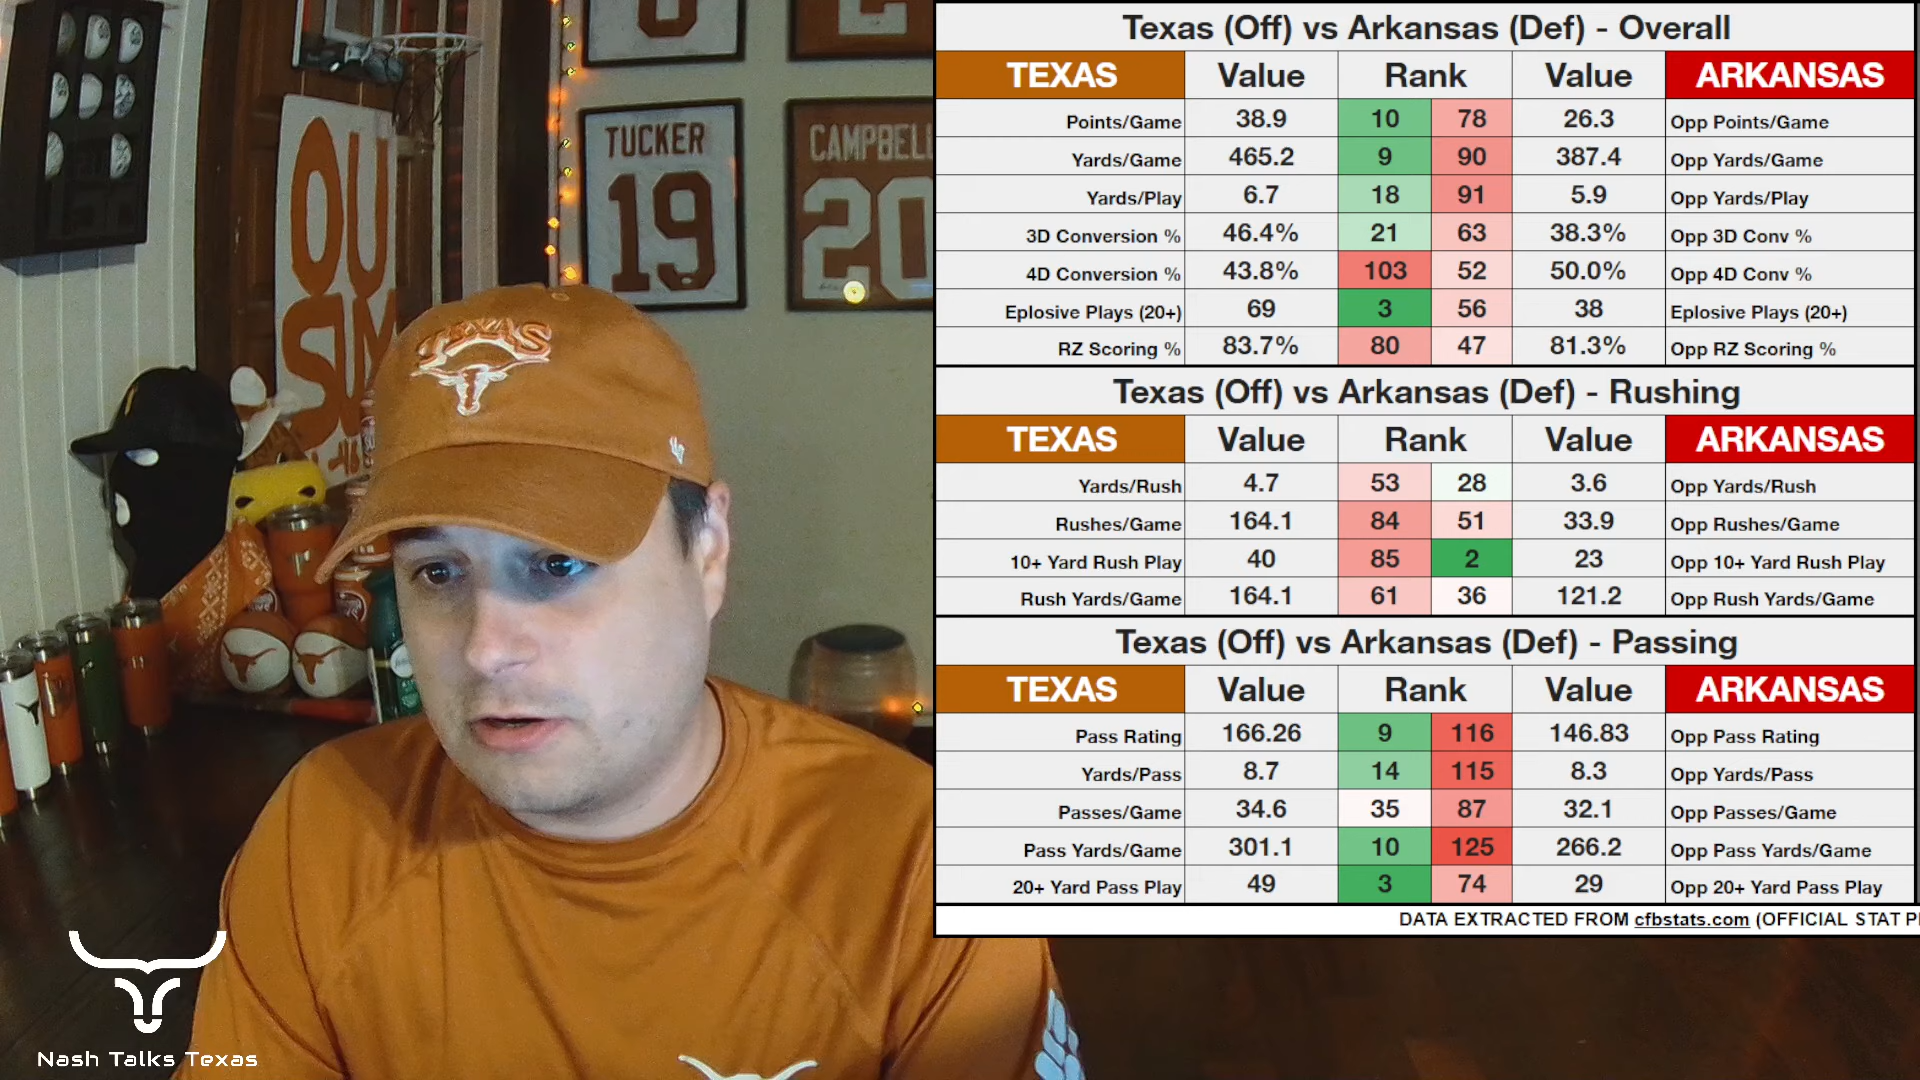 OU
SUX
-46
TUCKER
19
CAMPBELL
20
TEXAS
Nash Talks Texas
Texas (Off) vs Arkansas (Def) - Overall
TEXAS Value Rank Value ARKANSAS
Points/Game 38.9 10 78 26.3 Opp Points/Game
Yards/Game 465.2 9 90 387.4 Opp Yards/Game
Yards/Play 6.7 18 91 5.9 Opp Yards/Play
3D Conversion % 46.4% 21 63 38.3% Opp 3D Conv %
4D Conversion % 43.8% 103 52 50.0% Opp 4D Conv %
Eplosive Plays (20+) 69 3 56 38 Eplosive Plays (20+)
RZ Scoring % 83.7% 80 47 81.3% Opp RZ Scoring %
Texas (Off) vs Arkansas (Def) - Rushing
TEXAS Value Rank Value ARKANSAS
Yards/Rush 4.7 53 28 3.6 Opp Yards/Rush
Rushes/Game 164.1 84 51 33.9 Opp Rushes/Game
10+ Yard Rush Play 40 85 2 23 Opp 10+ Yard Rush Play
Rush Yards/Game 164.1 61 36 121.2 Opp Rush Yards/Game
Texas (Off) vs Arkansas (Def) - Passing
TEXAS Value Rank Value ARKANSAS
Pass Rating 166.26 9 116 146.83 Opp Pass Rating
Yards/Pass 8.7 14 115 8.3 Opp Yards/Pass
Passes/Game 34.6 35 87 32.1 Opp Passes/Game
Pass Yards/Game 301.1 10 125 266.2 Opp Pass Yards/Game
20+ Yard Pass Play 49 3 74 29 Opp 20+ Yard Pass Play
DATA EXTRACTED FROM cfbstats.com (OFFICIAL STAT